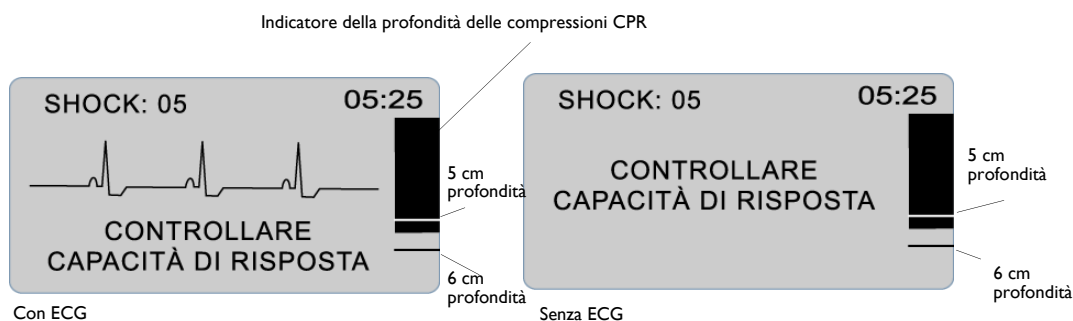 Indicatore della profondità delle compressioni CPR
SHOCK: 05
05:25
5 cm
profondità
CONTROLLARE
CAPACITÀ DI RISPOSTA
6 cm
profondità
Con ECG
SHOCK: 05
05:25
5 cm
profondità
CONTROLLARE
CAPACITÀ DI RISPOSTA
6 cm
profondità
Senza ECG